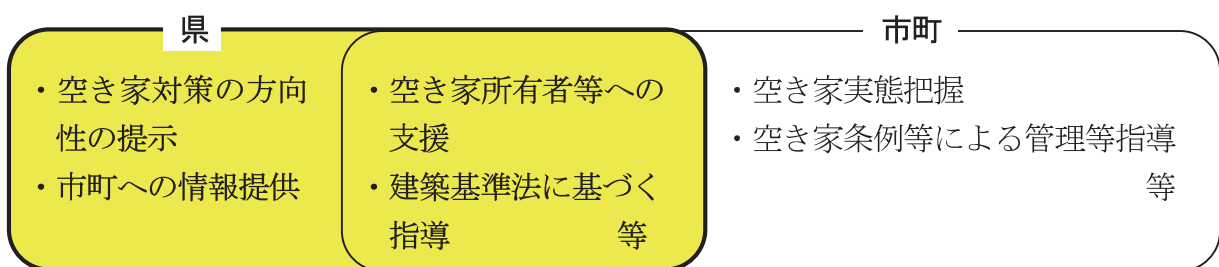 県
市町
・空き家対策の方向
性の提示
・市町への情報提供
・空き家所有者等への
支援
・建築基準法に基づく
指導 等
・空き家実態把握
・空き家条例等による管理等指導
等